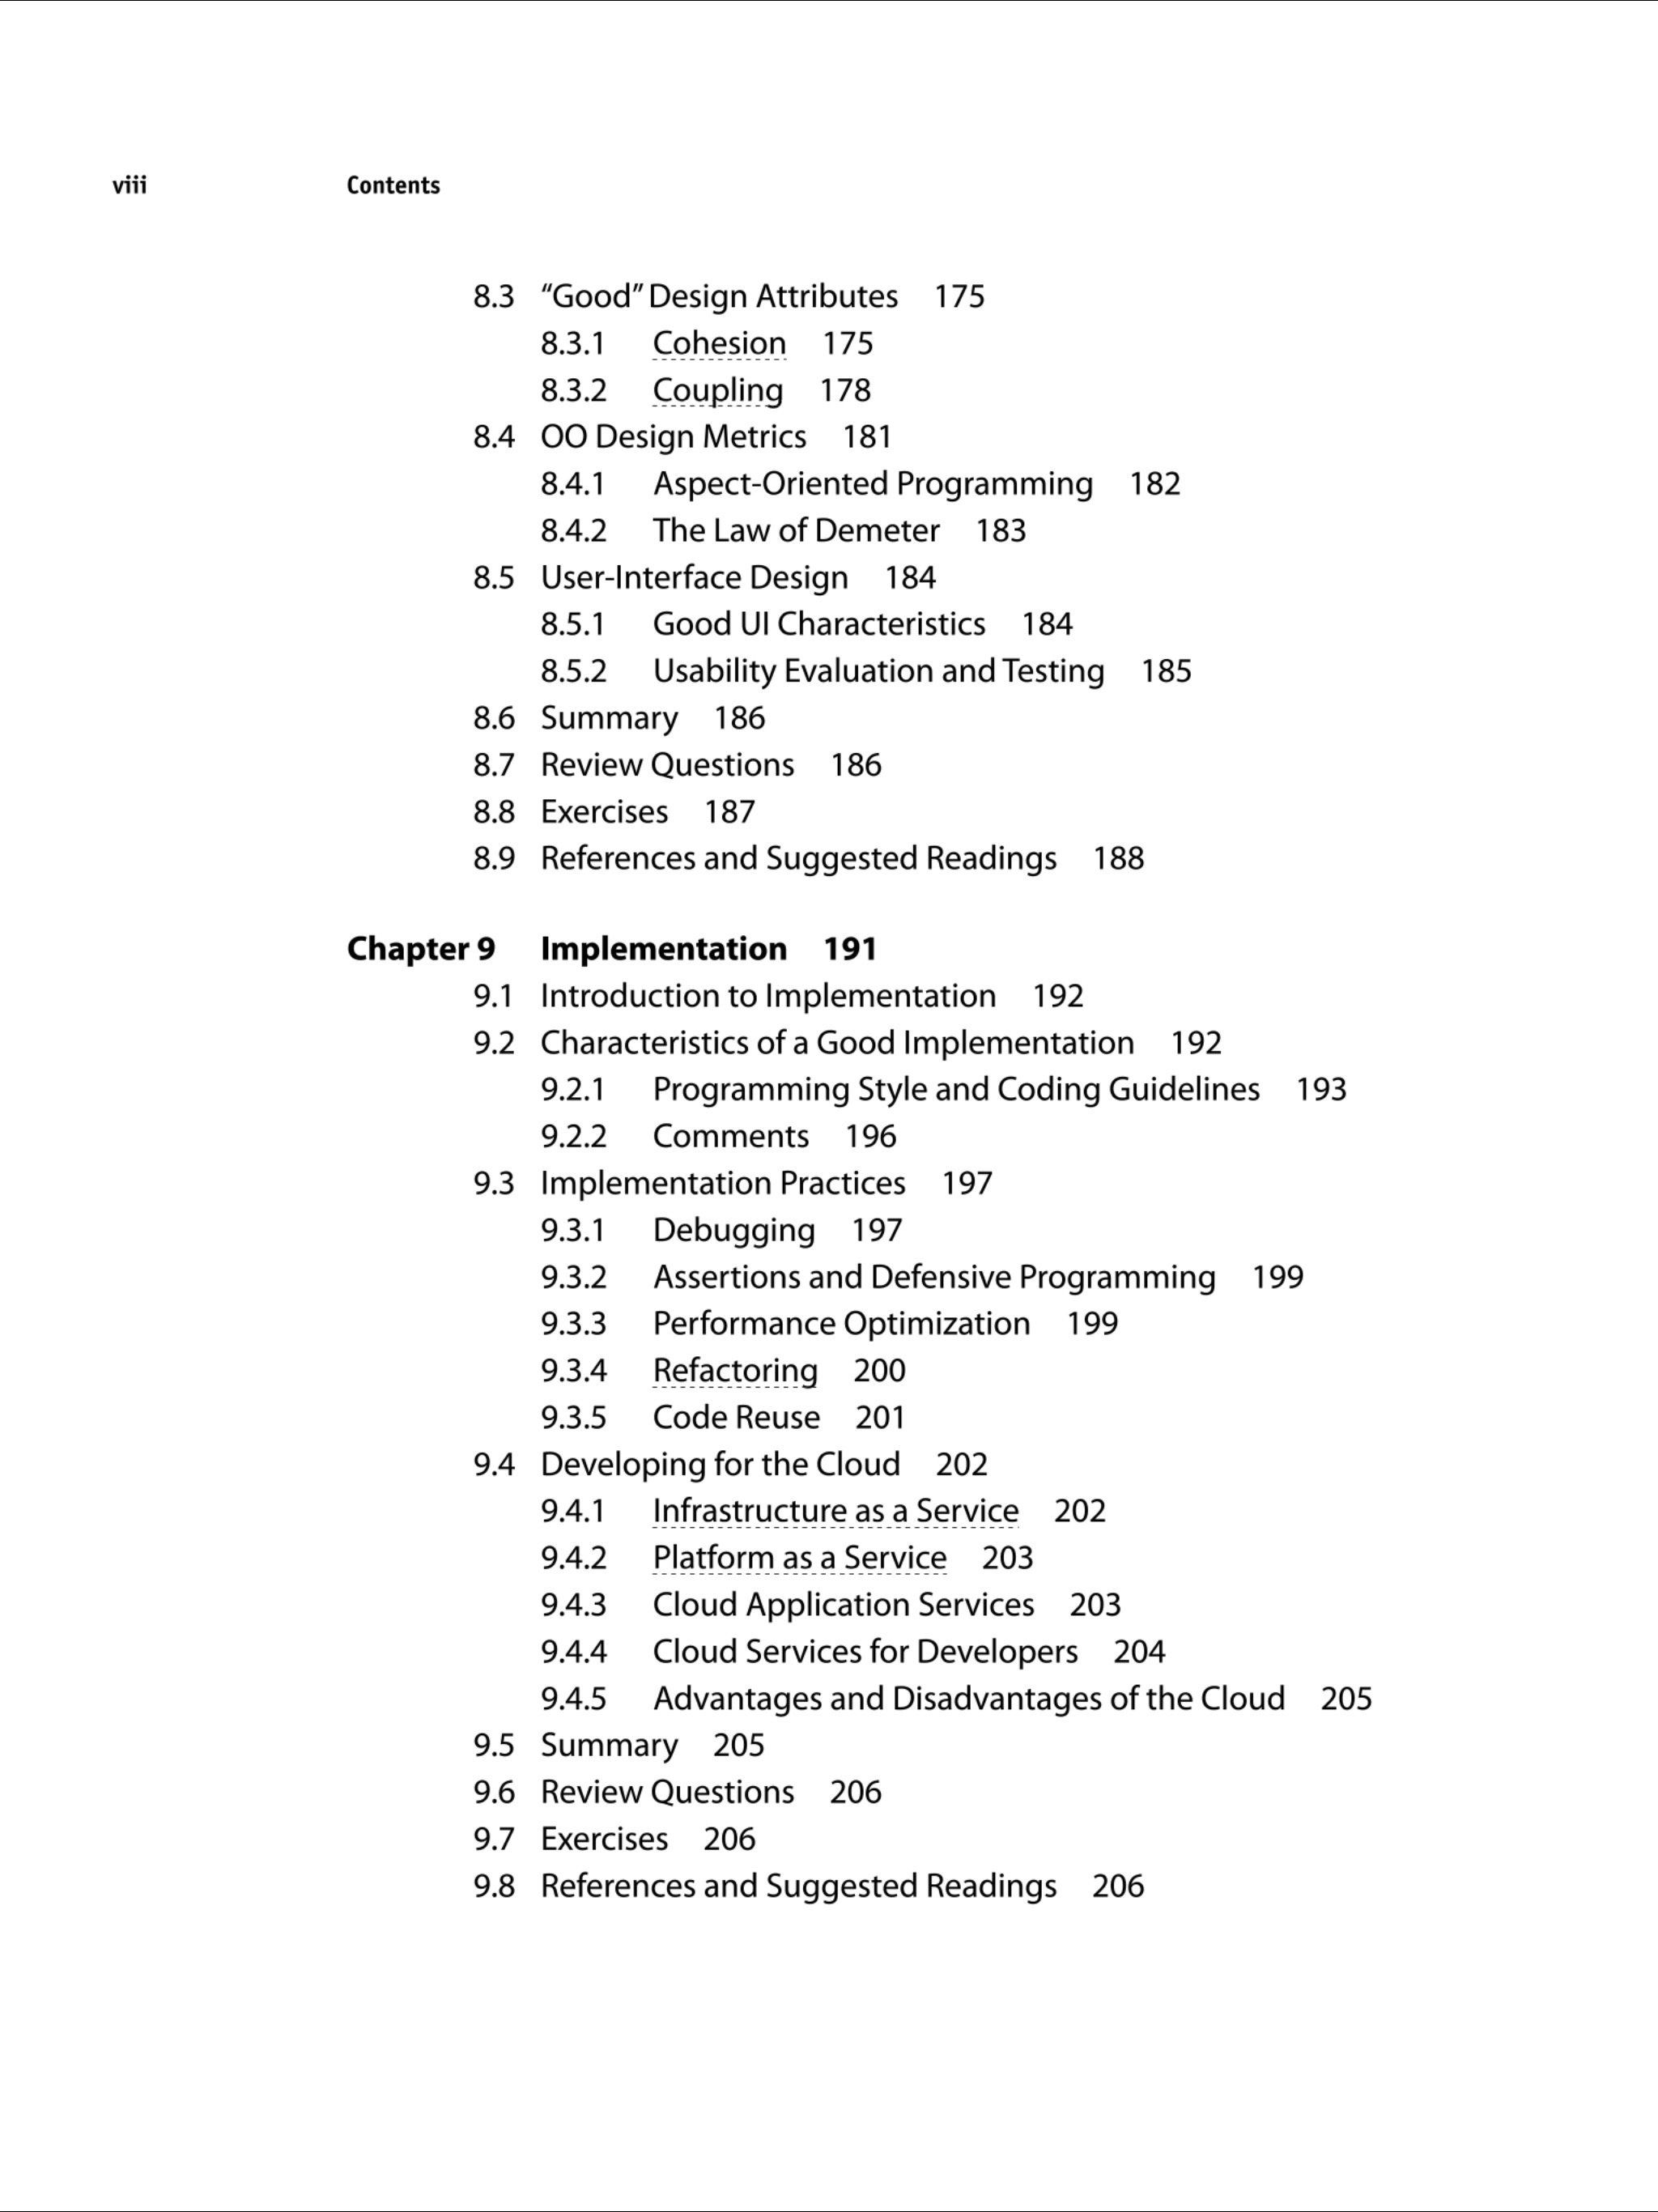 viii Contents
8.3 “Good” Design Attributes 175
8.3.1 Cohesion 175
8.3.2 Coupling 178
8.4 OO Design Metrics 181
8.4.1 Aspect-Oriented Programming 182
8.4.2 The Law of Demeter 183
8.5 User-Interface Design 184
8.5.1 Good UI Characteristics 184
8.5.2 Usability Evaluation and Testing 185
8.6 Summary 186
8.7 Review Questions 186
8.8 Exercises 187
8.9 References and Suggested Readings 188
Chapter 9 Implementation 191
9.1 Introduction to Implementation 192
9.2 Characteristics of a Good Implementation 192
9.2.1 Programming Style and Coding Guidelines 193
9.2.2 Comments 196
9.3 Implementation Practices 197
9.3.1 Debugging 197
9.3.2 Assertions and Defensive Programming 199
9.3.3 Performance Optimization 199
9.3.4 Refactoring 200
9.3.5 Code Reuse 201
9.4 Developing for the Cloud 202
9.4.1 Infrastructure as a Service 202
9.4.2 Platform as a Service 203
9.4.3 Cloud Application Services 203
9.4.4 Cloud Services for Developers 204
9.4.5 Advantages and Disadvantages of the Cloud 205
9.5 Summary 205
9.6 Review Questions 206
9.7 Exercises 206
9.8 References and Suggested Readings 206